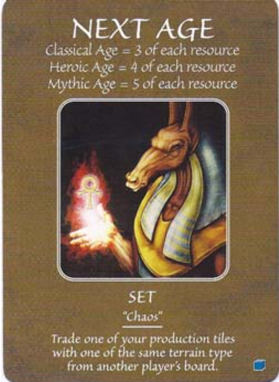 NEXT AGE
Classical Age = 3 of each resource
Heroic Age = 4 of each resource
Mythic Age = 5 of each resource
SET
"Chaos"
Trade one of your production tiles
with one of the same terrain type
from another player's board.